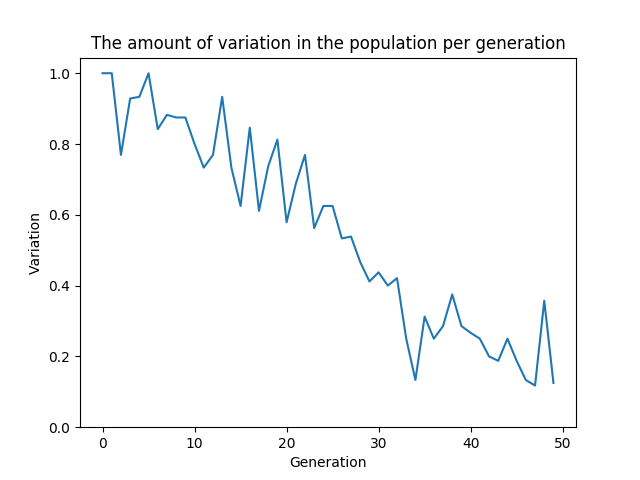 The amount of variation in the population per generation
1.0
0.8
0.6
0.4
0.2
0.0
Variation
0 10 20 30 40 50
Generation